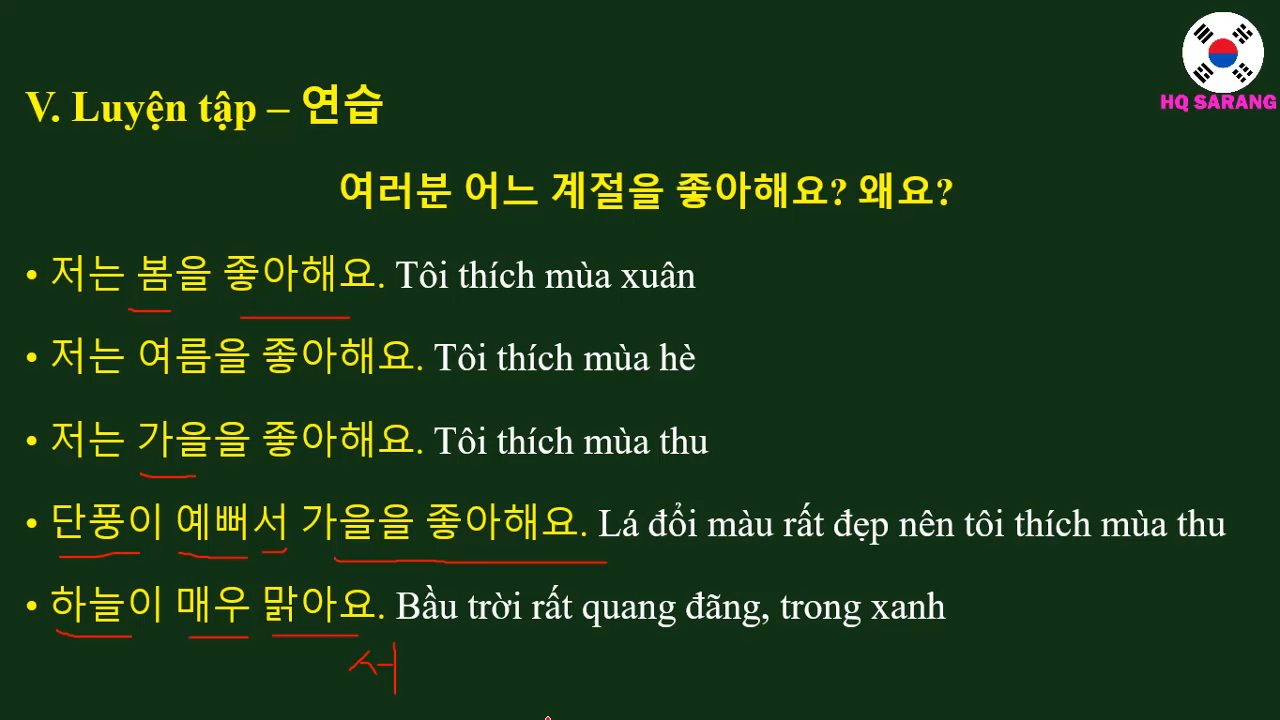 HQ SARANG
V. Luyện tập – 연습
여러분 어느 계절을 좋아해요? 왜요?
• 저는 봄을 좋아해요. Tôi thích mùa xuân
• 저는 여름을 좋아해요. Tôi thích mùa hè
• 저는 가을을 좋아해요. Tôi thích mùa thu
• 단풍이 예뻐서 가을을 좋아해요. Lá đổi màu rất đẹp nên tôi thích mùa thu
• 하늘이 매우 맑아요. Bầu trời rất quang đãng, trong xanh
서